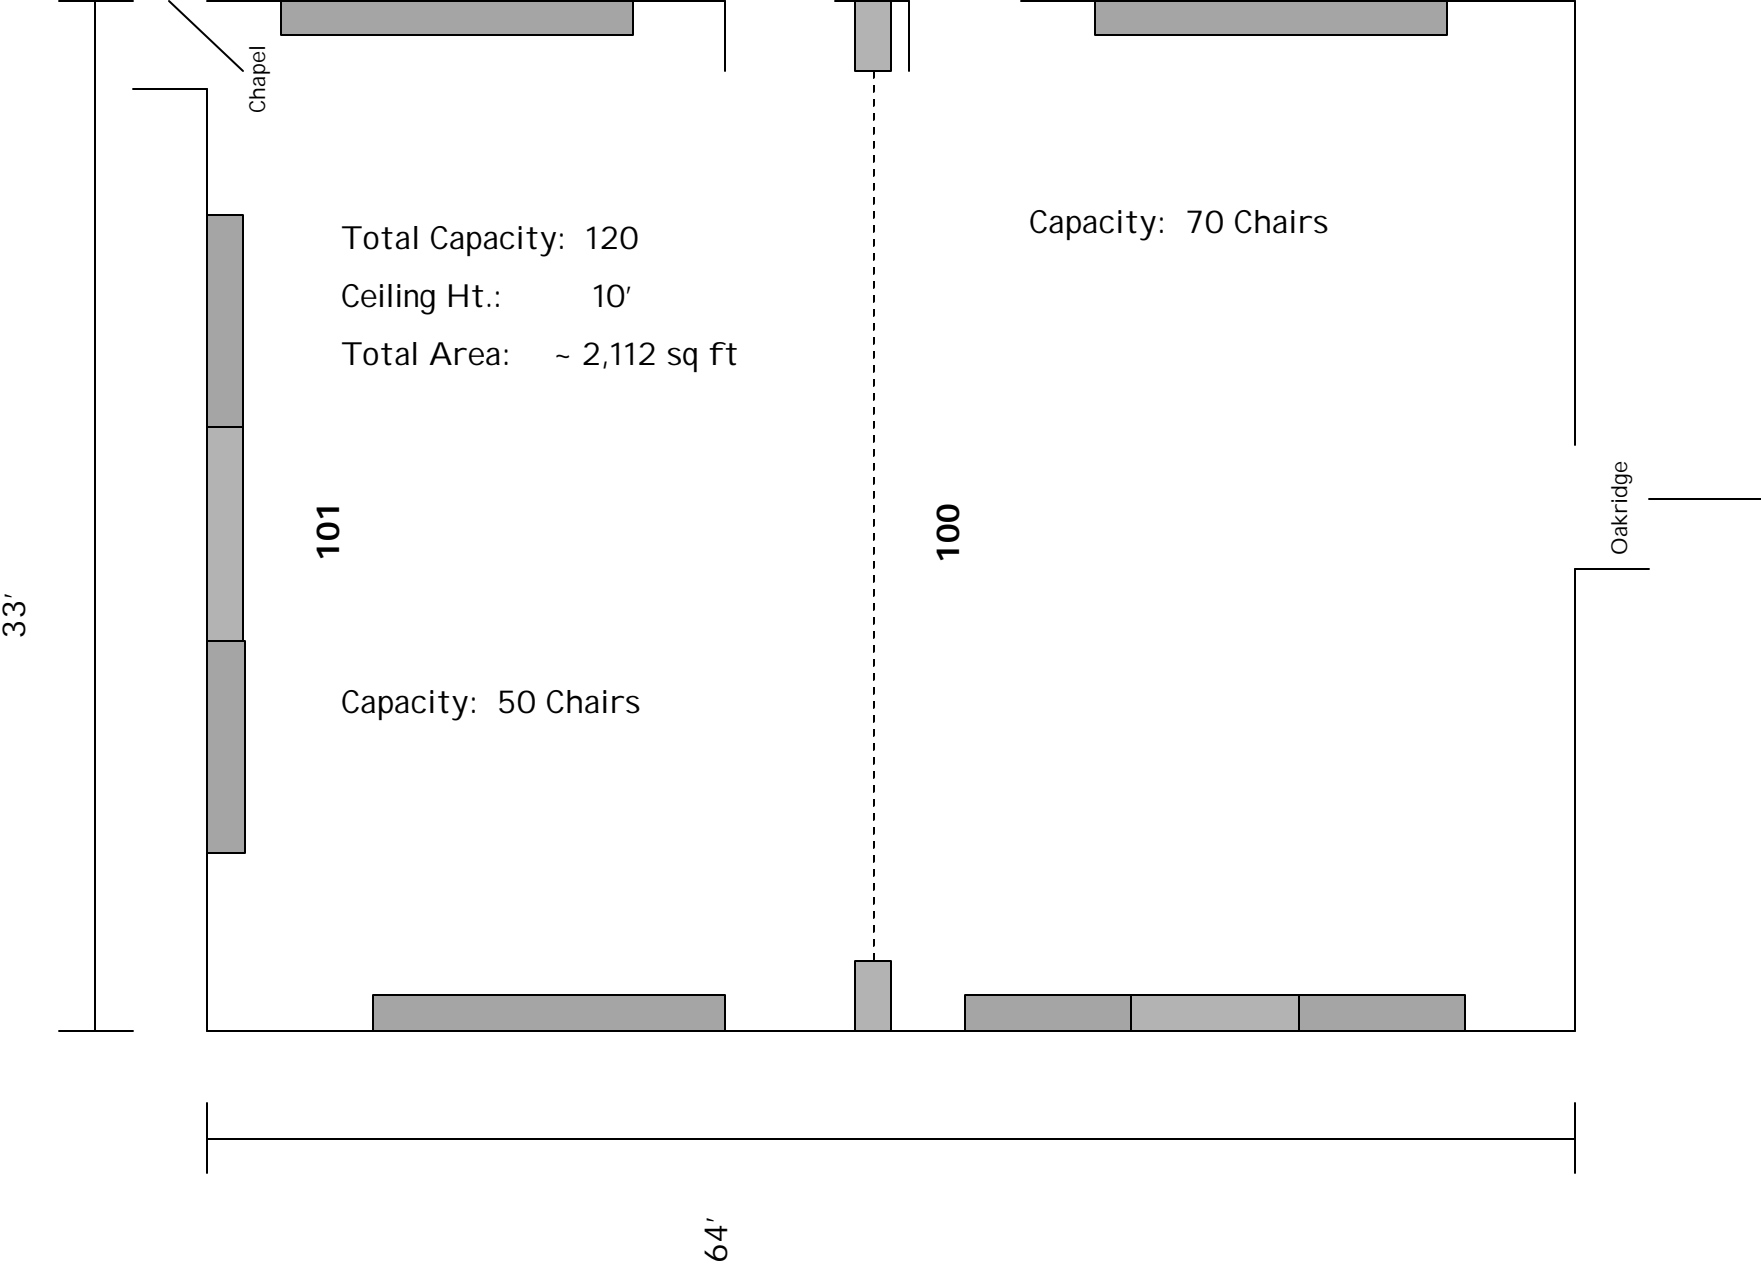 Chapel
Total Capacity: 120
Ceiling Ht.: 10'
Total Area: ~ 2,112 sq ft
Capacity: 70 Chairs
101
100
Oakridge
33'
Capacity: 50 Chairs
64'